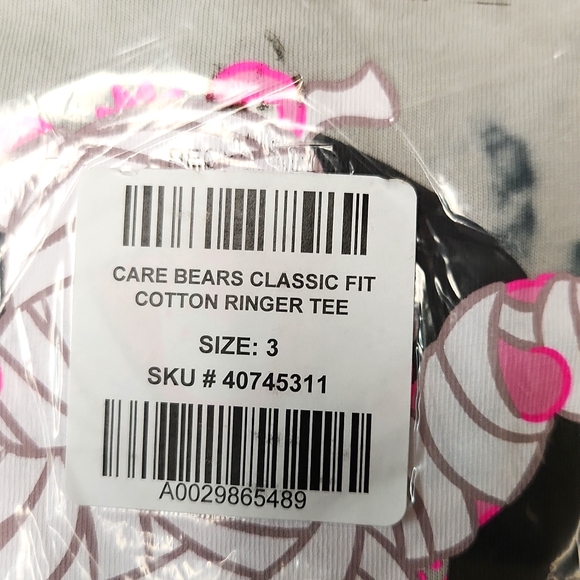 CARE BEARS CLASSIC FIT
COTTON RINGER TEE
SIZE: 3
SKU # 40745311
A0029865489